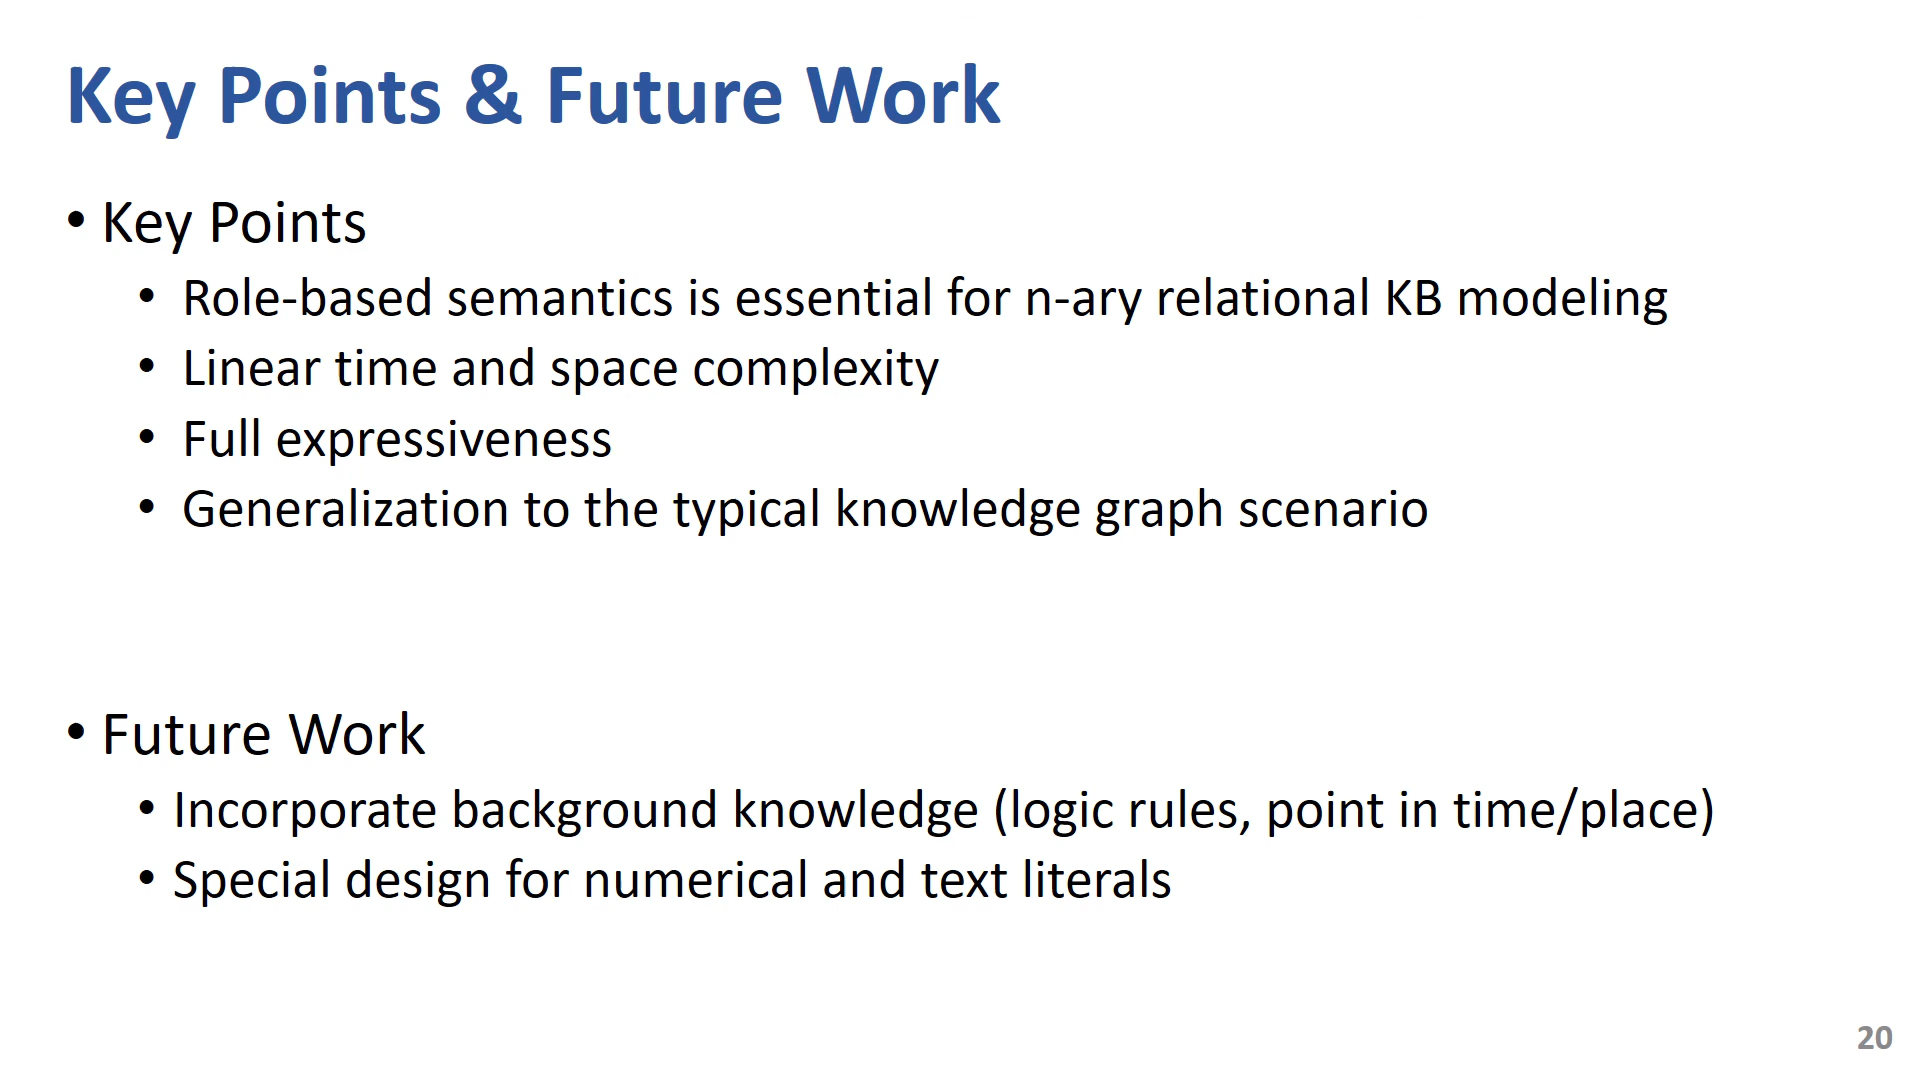 Key Points & Future Work
• Key Points
• Role-based semantics is essential for n-ary relational KB modeling
• Linear time and space complexity
• Full expressiveness
• Generalization to the typical knowledge graph scenario
• Future Work
• Incorporate background knowledge (logic rules, point in time/place)
• Special design for numerical and text literals
20